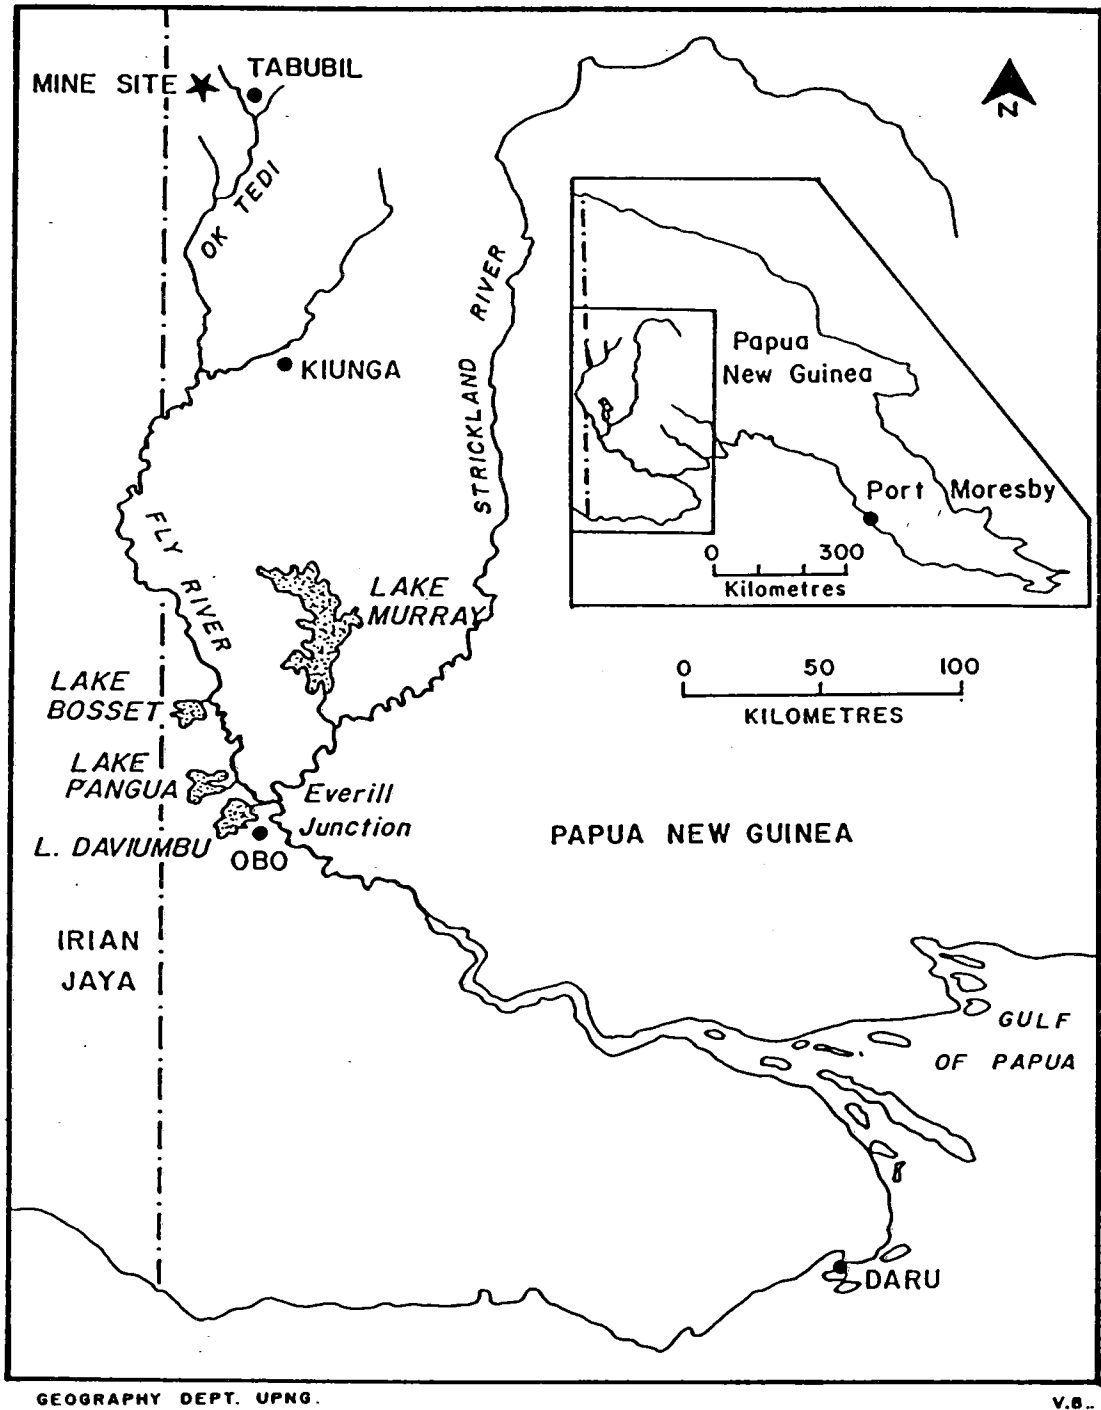 MINE SITE
TABUBIL
N
OK TEDI
STRICKLAND RIVER
KIUNGA
Papua
New Guinea
Port Moresby
0 300
Kilometres
FLY RIVER
LAKE
MURRAY
0 50 100
KILOMETRES
LAKE
BOSSET
LAKE
PANGUA
Everill
Junction
L. DAVIUMBU
OBO
PAPUA NEW GUINEA
IRIAN
JAYA
GULF
OF PAPUA
DARU
GEOGRAPHY DEPT. UPNG.